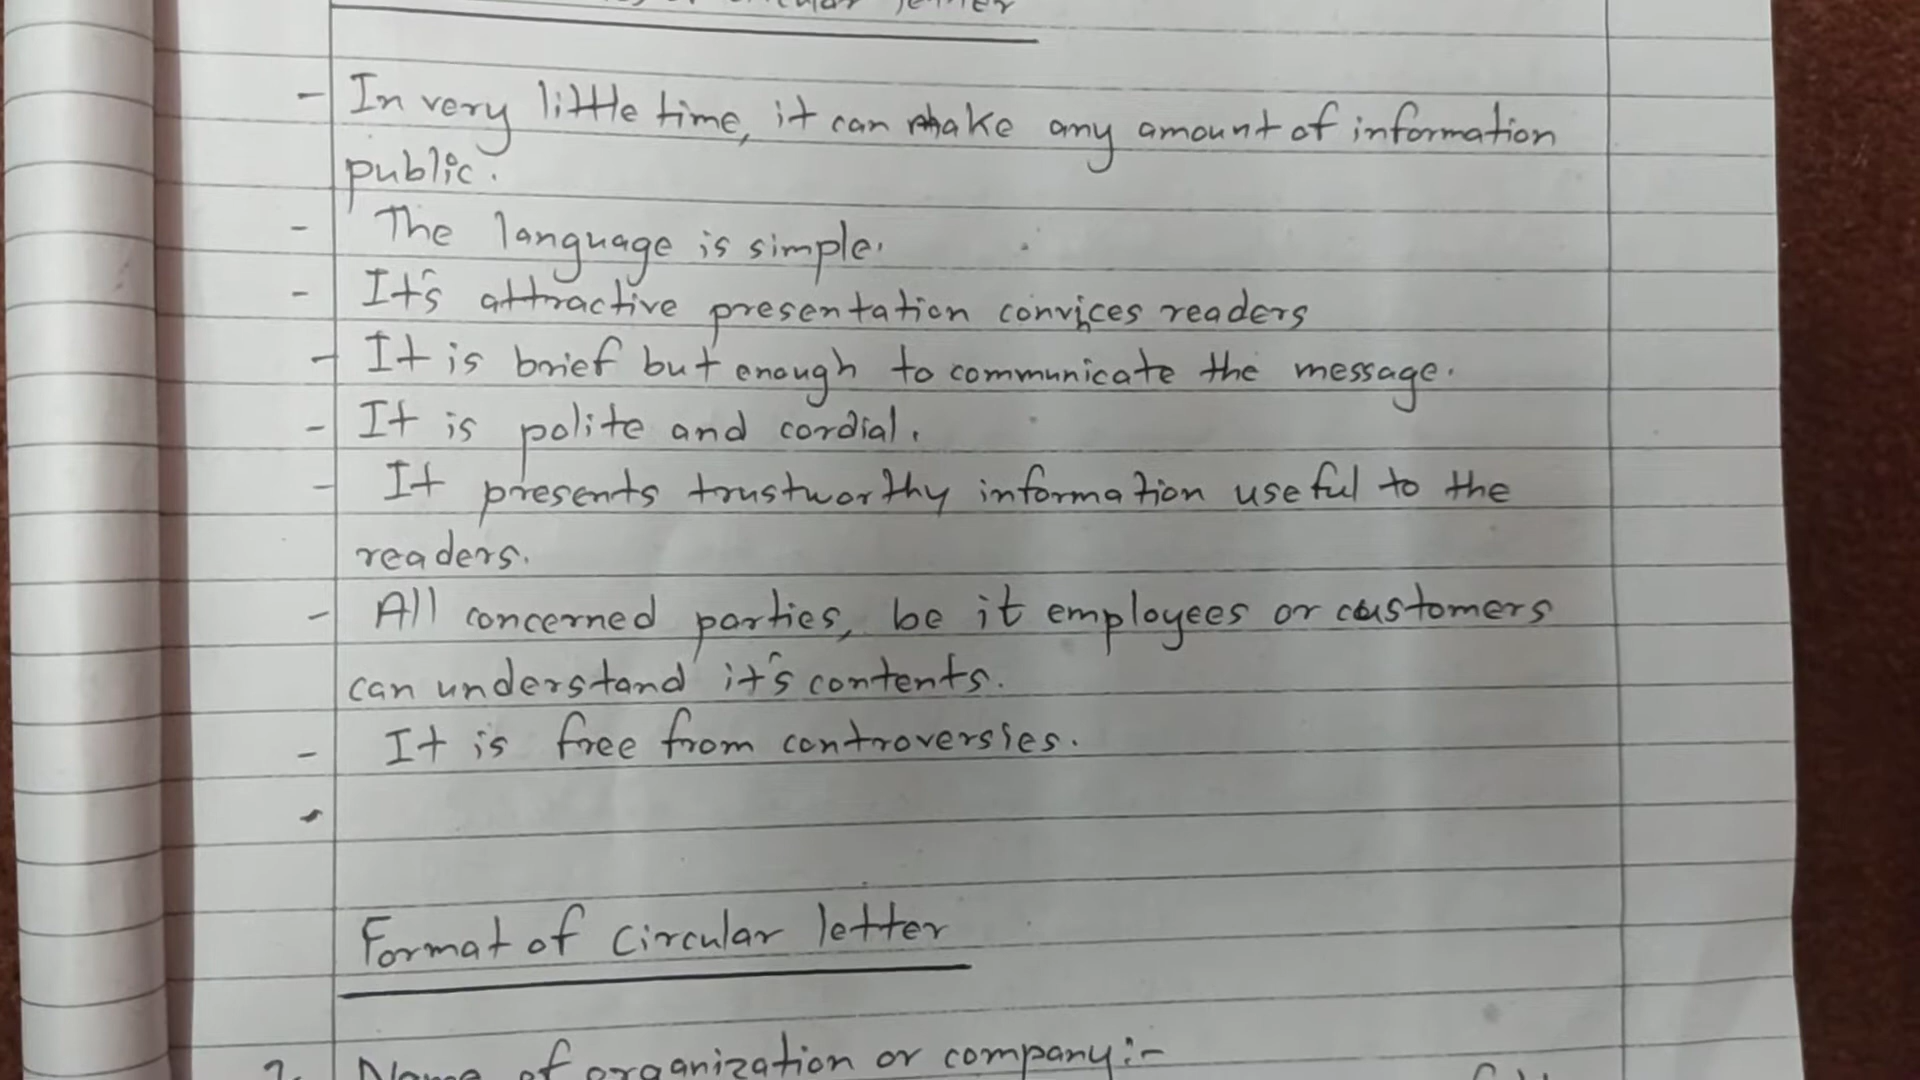 circular letter
- In very little time, it can make any amount of information
public.
- The language is simple.
- It's attractive presentation convices readers
- It is brief but enough to communicate the message.
- It is polite and cordial.
- It presents trustworthy information useful to the
readers.
- All concerned parties, be it employees or customers
can understand it's contents.
- It is free from controversies.
-
Format of circular letter
Name of organization or company:-